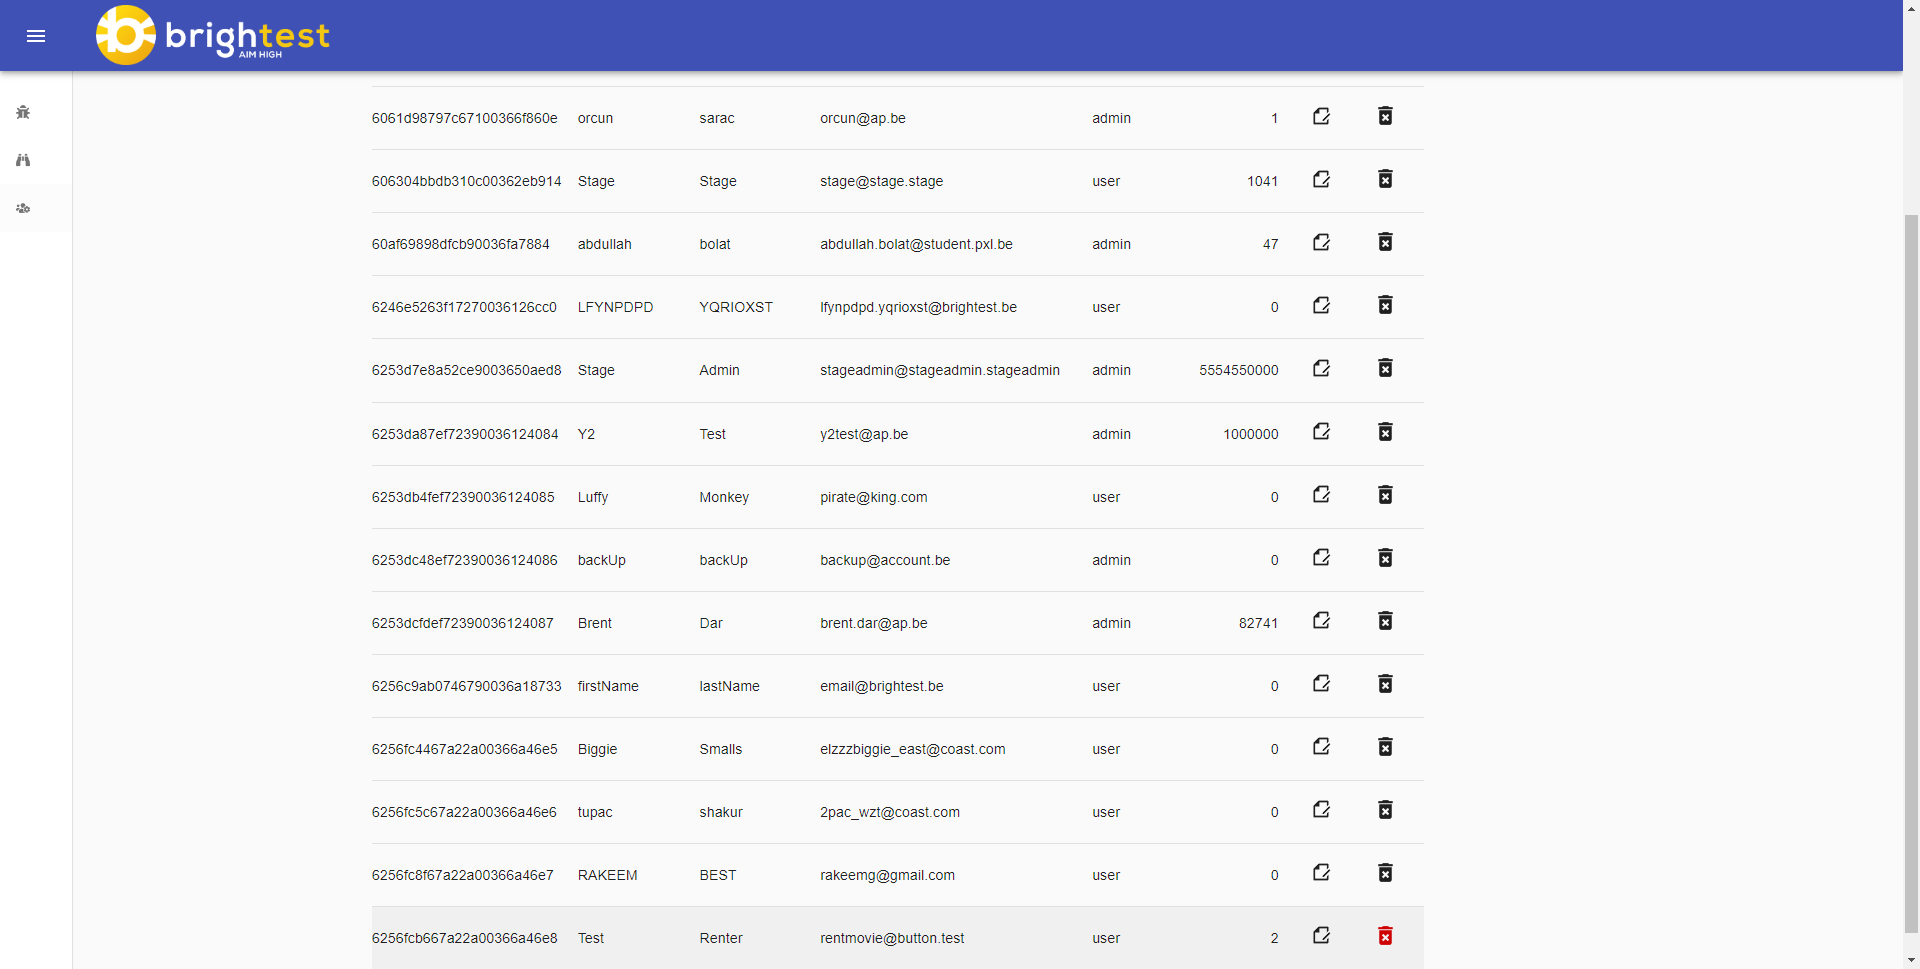 brightest
AIM HIGH
6061d98797c67100366f860e orcun sarac orcun@ap.be admin 1
606304bbdb310c00362eb914 Stage Stage stage@stage.stage user 1041
60af69898dfcb90036fa7884 abdullah bolat abdullah.bolat@student.pxl.be admin 47
6246e5263f17270036126cc0 LFYNPDPD YQRIOXST lfynpdpd.yqrioxst@brightest.be user 0
6253d7e8a52ce9003650aed8 Stage Admin stageadmin@stageadmin.stageadmin admin 5554550000
6253da87ef72390036124084 Y2 Test y2test@ap.be admin 1000000
6253db4fef72390036124085 Luffy Monkey pirate@king.com user 0
6253dc48ef72390036124086 backUp backUp backup@account.be admin 0
6253dcfdef72390036124087 Brent Dar brent.dar@ap.be admin 82741
6256c9ab0746790036a18733 firstName lastName email@brightest.be user 0
6256fc4467a22a00366a46e5 Biggie Smalls elzzzbiggie_east@coast.com user 0
6256fc5c67a22a00366a46e6 tupac shakur 2pac_wzt@coast.com user 0
6256fc8f67a22a00366a46e7 RAKEEM BEST rakeemg@gmail.com user 0
6256fcb667a22a00366a46e8 Test Renter rentmovie@button.test user 2